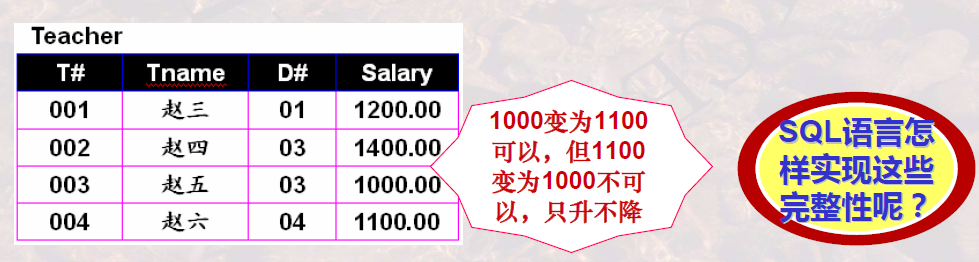 Teacher
T# Tname D# Salary
001 赵三 01 1200.00
002 赵四 03 1400.00
003 赵五 03 1000.00
004 赵六 04 1100.00
1000变为1100
可以，但1100
变为1000不可
以，只升不降
SQL语言怎
样实现这些
完整性呢？